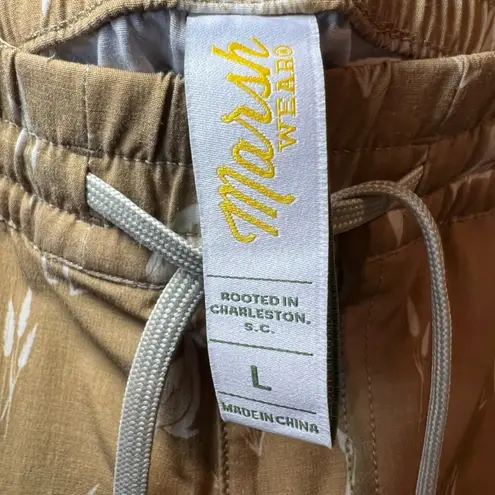 Marsh
WEAR®
ROOTED IN
CHARLESTON,
S.C.
L
MADE IN CHINA